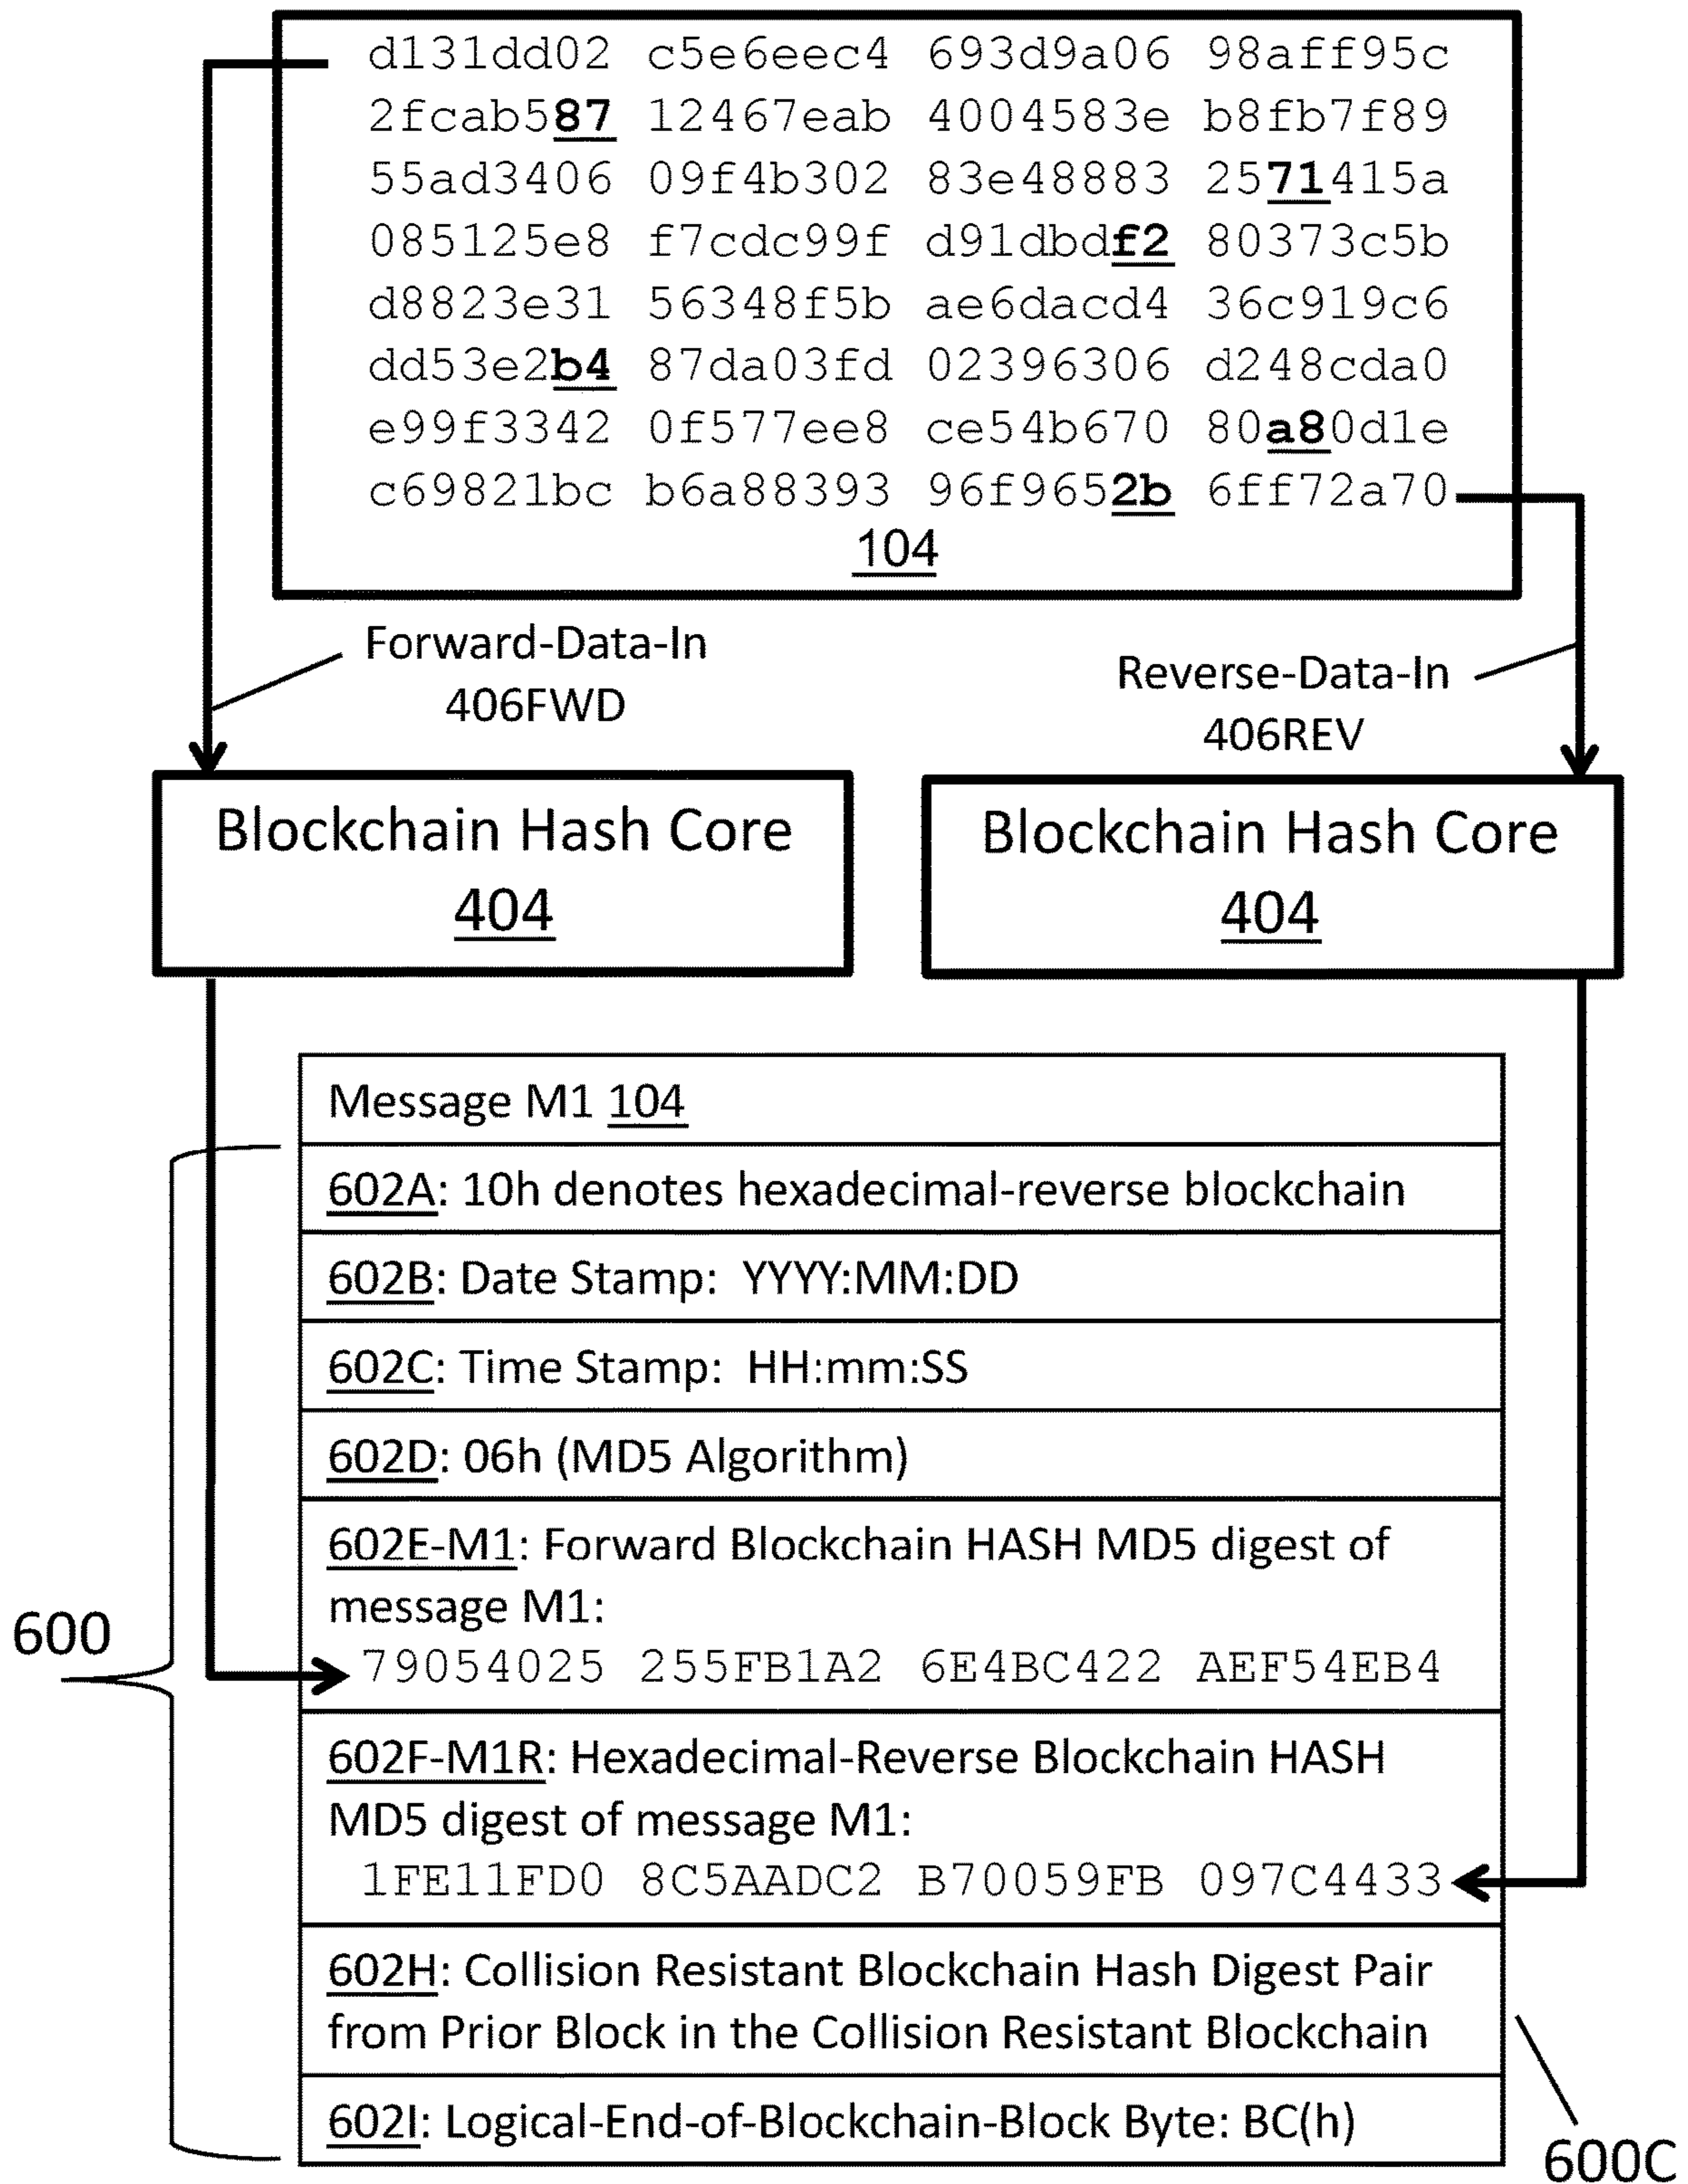 d131dd02 c5e6eec4 693d9a06 98aff95c
2fcab587 12467eab 4004583e b8fb7f89
55ad3406 09f4b302 83e48883 2571415a
085125e8 f7cdc99f d91dbdf2 80373c5b
d8823e31 56348f5b ae6dacd4 36c919c6
dd53e2b4 87da03fd 02396306 d248cda0
e99f3342 0f577ee8 ce54b670 80a80d1e
c69821bc b6a88393 96f9652b 6ff72a70
104
Forward-Data-In
406FWD
Reverse-Data-In
406REV
Blockchain Hash Core
404
Blockchain Hash Core
404
Message M1 104
602A: 10h denotes hexadecimal-reverse blockchain
602B: Date Stamp: YYYY:MM:DD
602C: Time Stamp: HH:mm:SS
602D: 06h (MD5 Algorithm)
602E-M1: Forward Blockchain HASH MD5 digest of
message M1:
79054025 255FB1A2 6E4BC422 AEF54EB4
602F-M1R: Hexadecimal-Reverse Blockchain HASH
MD5 digest of message M1:
1FE11FD0 8C5AADC2 B70059FB 097C4433
602H: Collision Resistant Blockchain Hash Digest Pair
from Prior Block in the Collision Resistant Blockchain
602I: Logical-End-of-Blockchain-Block Byte: BC(h)
600
600C